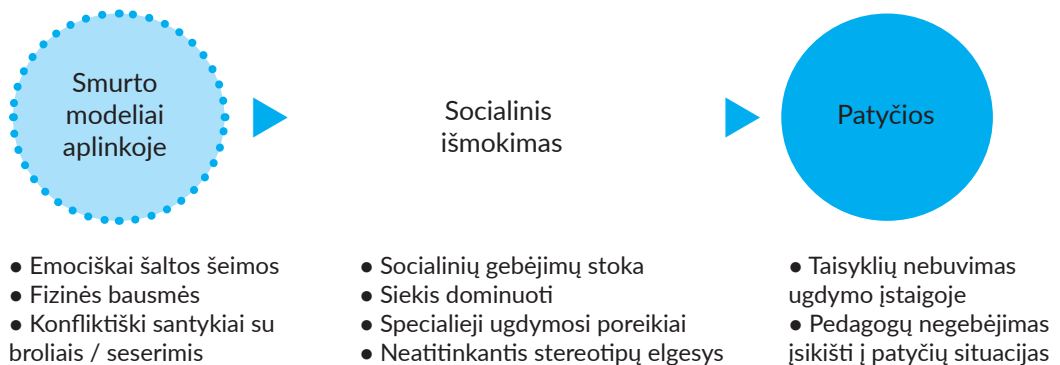 Smurto
modeliai
aplinkoje
Socialinis
išmokimas
Patyčios
● Emociškai šaltos šeimos
● Fizinės bausmės
● Konfliktiški santykiai su
broliais / seserimis
● Socialinių gebėjimų stoka
● Siekis dominuoti
● Specialieji ugdymosi poreikiai
● Neatitinkantis stereotipų elgesys
● Taisyklių nebuvimas
ugdymo įstaigoje
● Pedagogų negebėjimas
įsikišti į patyčių situacijas